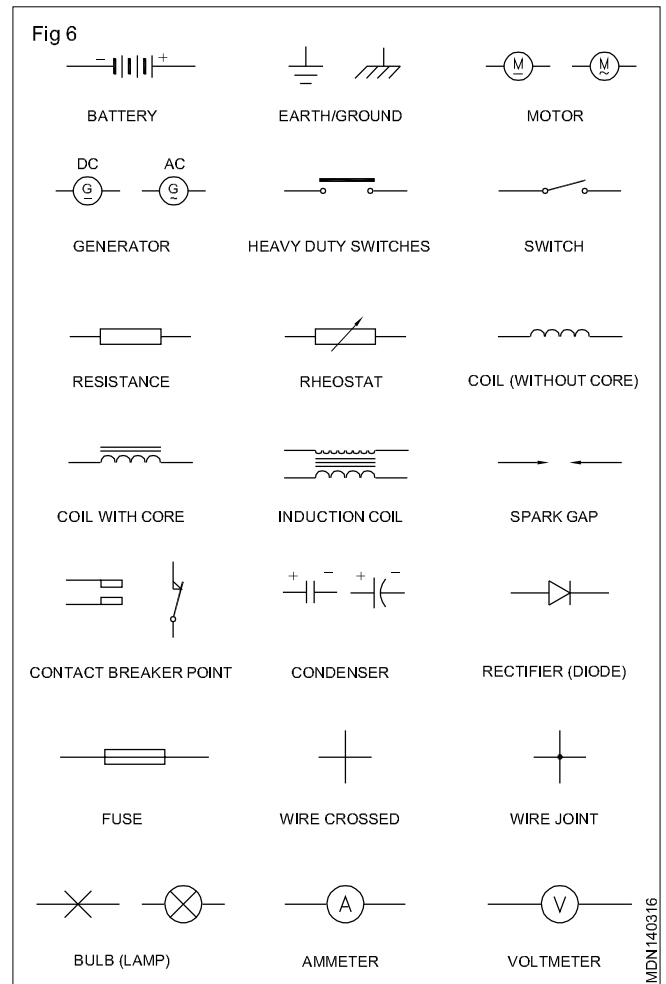 Fig 6
- +
BATTERY
EARTH/GROUND
M M
MOTOR
DC AC
G G
GENERATOR
HEAVY DUTY SWITCHES
SWITCH
RESISTANCE
RHEOSTAT
COIL (WITHOUT CORE)
COIL WITH CORE
INDUCTION COIL
SPARK GAP
CONTACT BREAKER POINT
+ - + -
CONDENSER
RECTIFIER (DIODE)
FUSE
WIRE CROSSED
WIRE JOINT
BULB (LAMP)
A
AMMETER
V
VOLTMETER
MDN140316